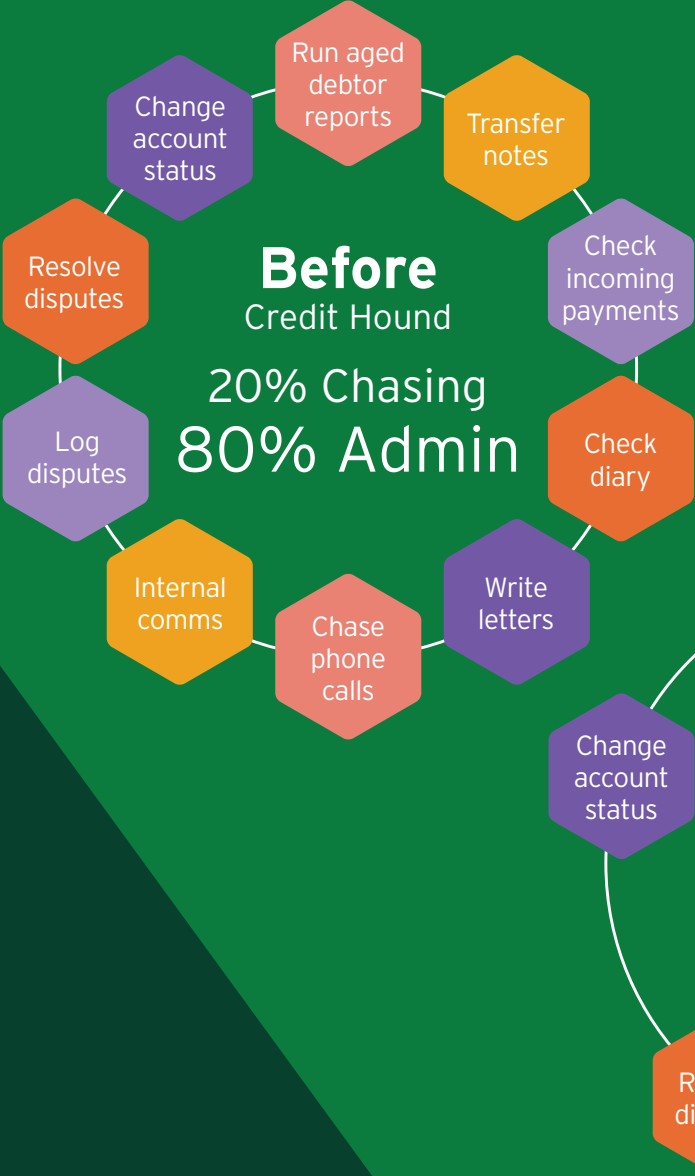 Run aged
debtor
reports
Transfer
notes
Check
incoming
payments
Check
diary
Write
letters
Chase
phone
calls
Internal
comms
Log
disputes
Resolve
disputes
Change
account
status
Before
Credit Hound
20% Chasing
80% Admin
Change
account
status